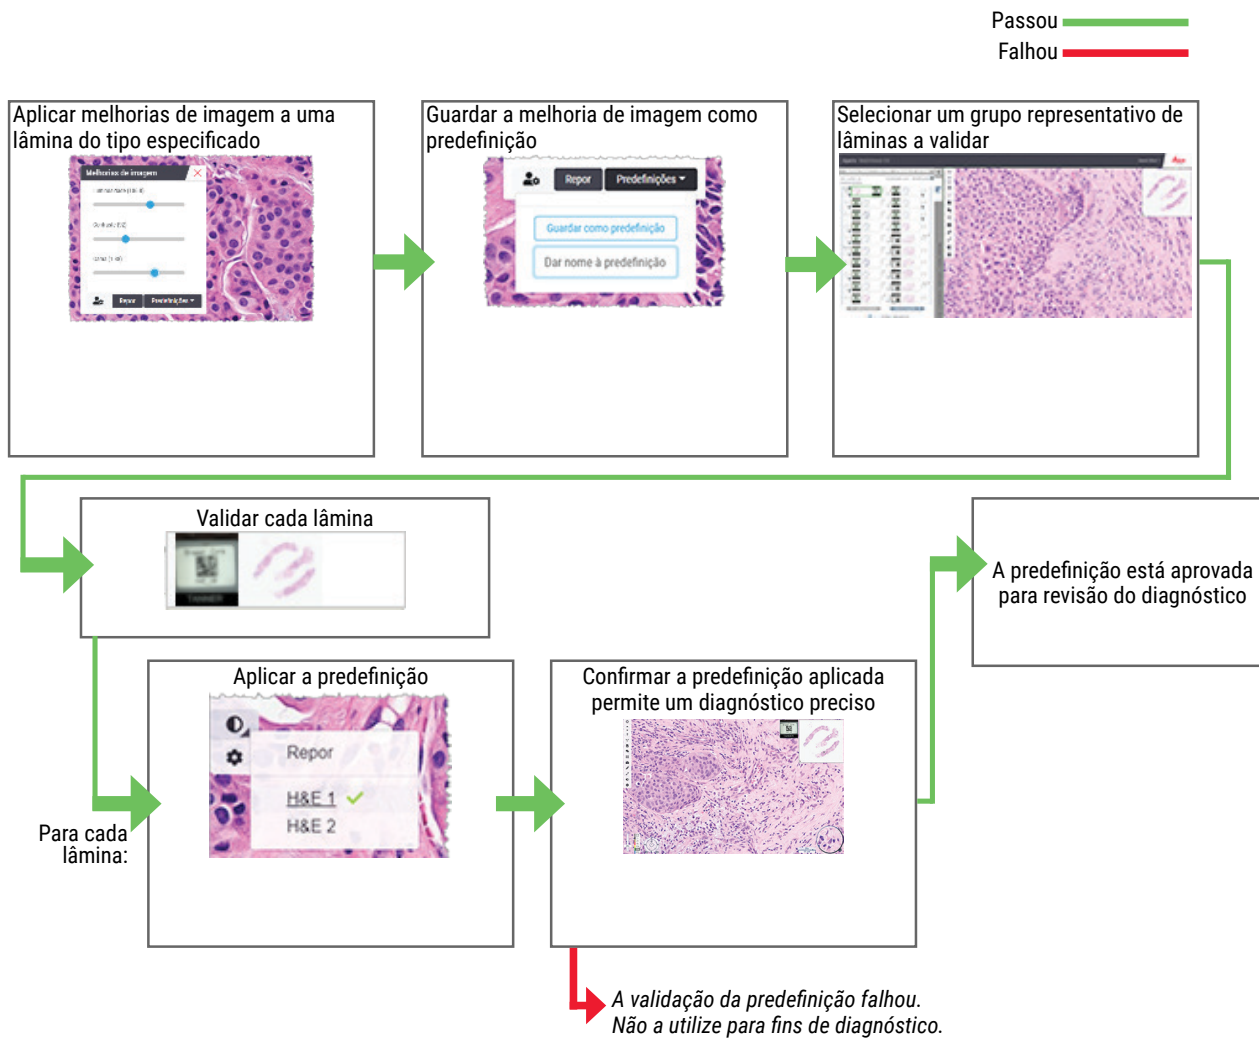 Passou
Falhou
Aplicar melhorias de imagem a uma
lâmina do tipo especificado
Melhorias de imagem
Repor
Predefinições
Guardar a melhoria de imagem como
predefinição
Repor
Predefinições
Guardar como predefinição
Dar nome à predefinição
Selecionar um grupo representativo de
lâminas a validar
Validar cada lâmina
Para cada
lâmina:
Aplicar a predefinição
Repor
H&E 1
H&E 2
Confirmar a predefinição aplicada
permite um diagnóstico preciso
A predefinição está aprovada
para revisão do diagnóstico
A validação da predefinição falhou.
Não a utilize para fins de diagnóstico.